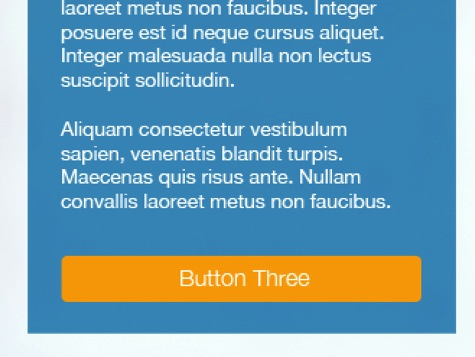 laoreet metus non faucibus. Integer
posuere est id neque cursus aliquet.
Integer malesuada nulla non lectus
suscipit sollicitudin.
Aliquam consectetur vestibulum
sapien, venenatis blandit turpis.
Maecenas quis risus ante. Nullam
convallis laoreet metus non faucibus.
Button Three